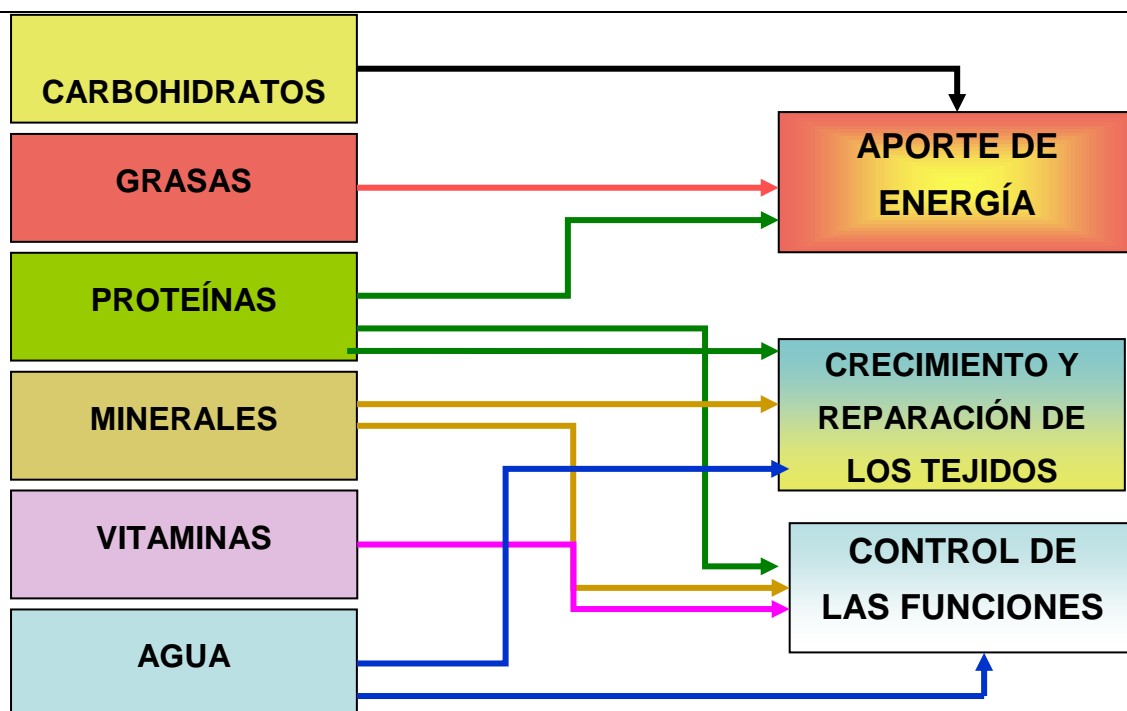 CARBOHIDRATOS
GRASAS
PROTEÍNAS
MINERALES
VITAMINAS
AGUA
APORTE DE
ENERGÍA
CRECIMIENTO Y
REPARACIÓN DE
LOS TEJIDOS
CONTROL DE
LAS FUNCIONES